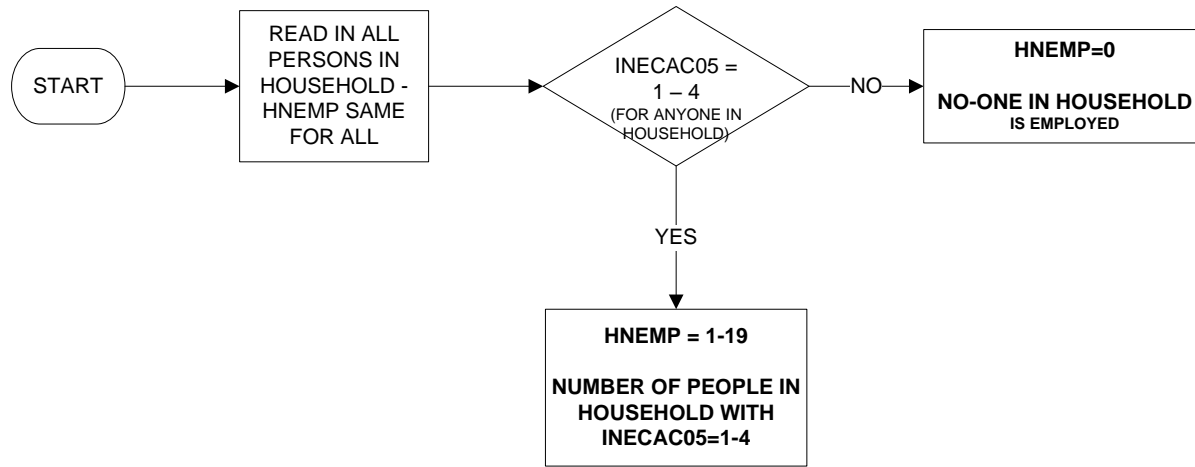 START
READ IN ALL
PERSONS IN
HOUSEHOLD -
HNEMP SAME
FOR ALL
INECAC05 =
1 – 4
(FOR ANYONE IN
HOUSEHOLD)
NO
HNEMP=0
NO-ONE IN HOUSEHOLD
IS EMPLOYED
YES
HNEMP = 1-19
NUMBER OF PEOPLE IN
HOUSEHOLD WITH
INECAC05=1-4